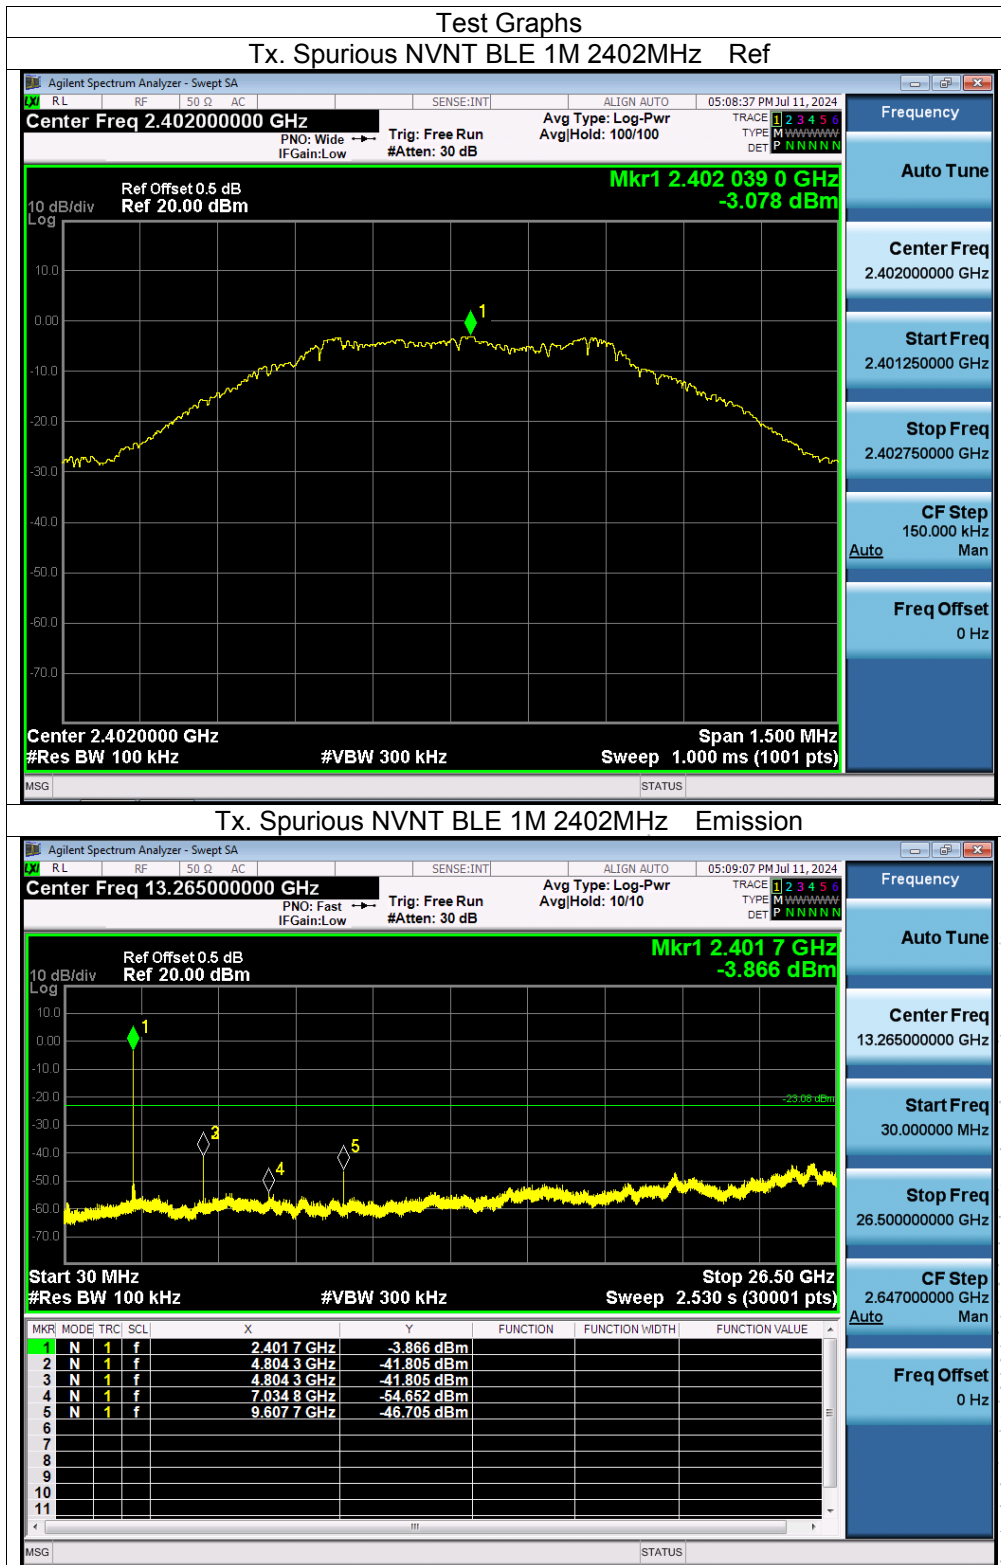 Test Graphs
Tx. Spurious NVNT BLE 1M 2402MHz Ref
Agilent Spectrum Analyzer - Swept SA
LXI RL RF 50 Ω AC SENSE:INT ALIGN AUTO 05:08:37 PM Jul 11, 2024
Center Freq 2.402000000 GHz
PNO: Wide
IFGain:Low
Trig: Free Run
#Atten: 30 dB
Avg Type: Log-Pwr
Avg|Hold: 100/100
TRACE 1 2 3 4 5 6
TYPE M WWWWW
DET P N N N N N
Frequency
Auto Tune
Center Freq
2.402000000 GHz
Start Freq
2.401250000 GHz
Stop Freq
2.402750000 GHz
CF Step
150.000 kHz
Auto Man
Freq Offset
0 Hz
Ref Offset 0.5 dB
10 dB/div Ref 20.00 dBm
Log
Mkr1 2.402 039 0 GHz
-3.078 dBm
10.0
0.00
-10.0
-20.0
-30.0
-40.0
-50.0
-60.0
-70.0
1
Center 2.4020000 GHz Span 1.500 MHz
#Res BW 100 kHz #VBW 300 kHz Sweep 1.000 ms (1001 pts)
MSG STATUS
Tx. Spurious NVNT BLE 1M 2402MHz Emission
Agilent Spectrum Analyzer - Swept SA
LXI RL RF 50 Ω AC SENSE:INT ALIGN AUTO 05:09:07 PM Jul 11, 2024
Center Freq 13.265000000 GHz
PNO: Fast
IFGain:Low
Trig: Free Run
#Atten: 30 dB
Avg Type: Log-Pwr
Avg|Hold: 10/10
TRACE 1 2 3 4 5 6
TYPE M WWWWW
DET P N N N N N
Frequency
Auto Tune
Center Freq
13.265000000 GHz
Start Freq
30.000000 MHz
Stop Freq
26.500000000 GHz
CF Step
2.647000000 GHz
Auto Man
Freq Offset
0 Hz
Ref Offset 0.5 dB
10 dB/div Ref 20.00 dBm
Log
Mkr1 2.401 7 GHz
-3.866 dBm
10.0
0.00
-10.0
-20.0
-30.0
-40.0
-50.0
-60.0
-70.0
1
3
4
5
-23.08 dBm
Start 30 MHz Stop 26.50 GHz
#Res BW 100 kHz #VBW 300 kHz Sweep 2.530 s (30001 pts)
MKR MODE TRC SCL X Y FUNCTION FUNCTION WIDTH FUNCTION VALUE
1 N 1 f 2.401 7 GHz -3.866 dBm
2 N 1 f 4.804 3 GHz -41.805 dBm
3 N 1 f 4.804 3 GHz -41.805 dBm
4 N 1 f 7.034 8 GHz -54.652 dBm
5 N 1 f 9.607 7 GHz -46.705 dBm
6
7
8
9
10
11
MSG STATUS